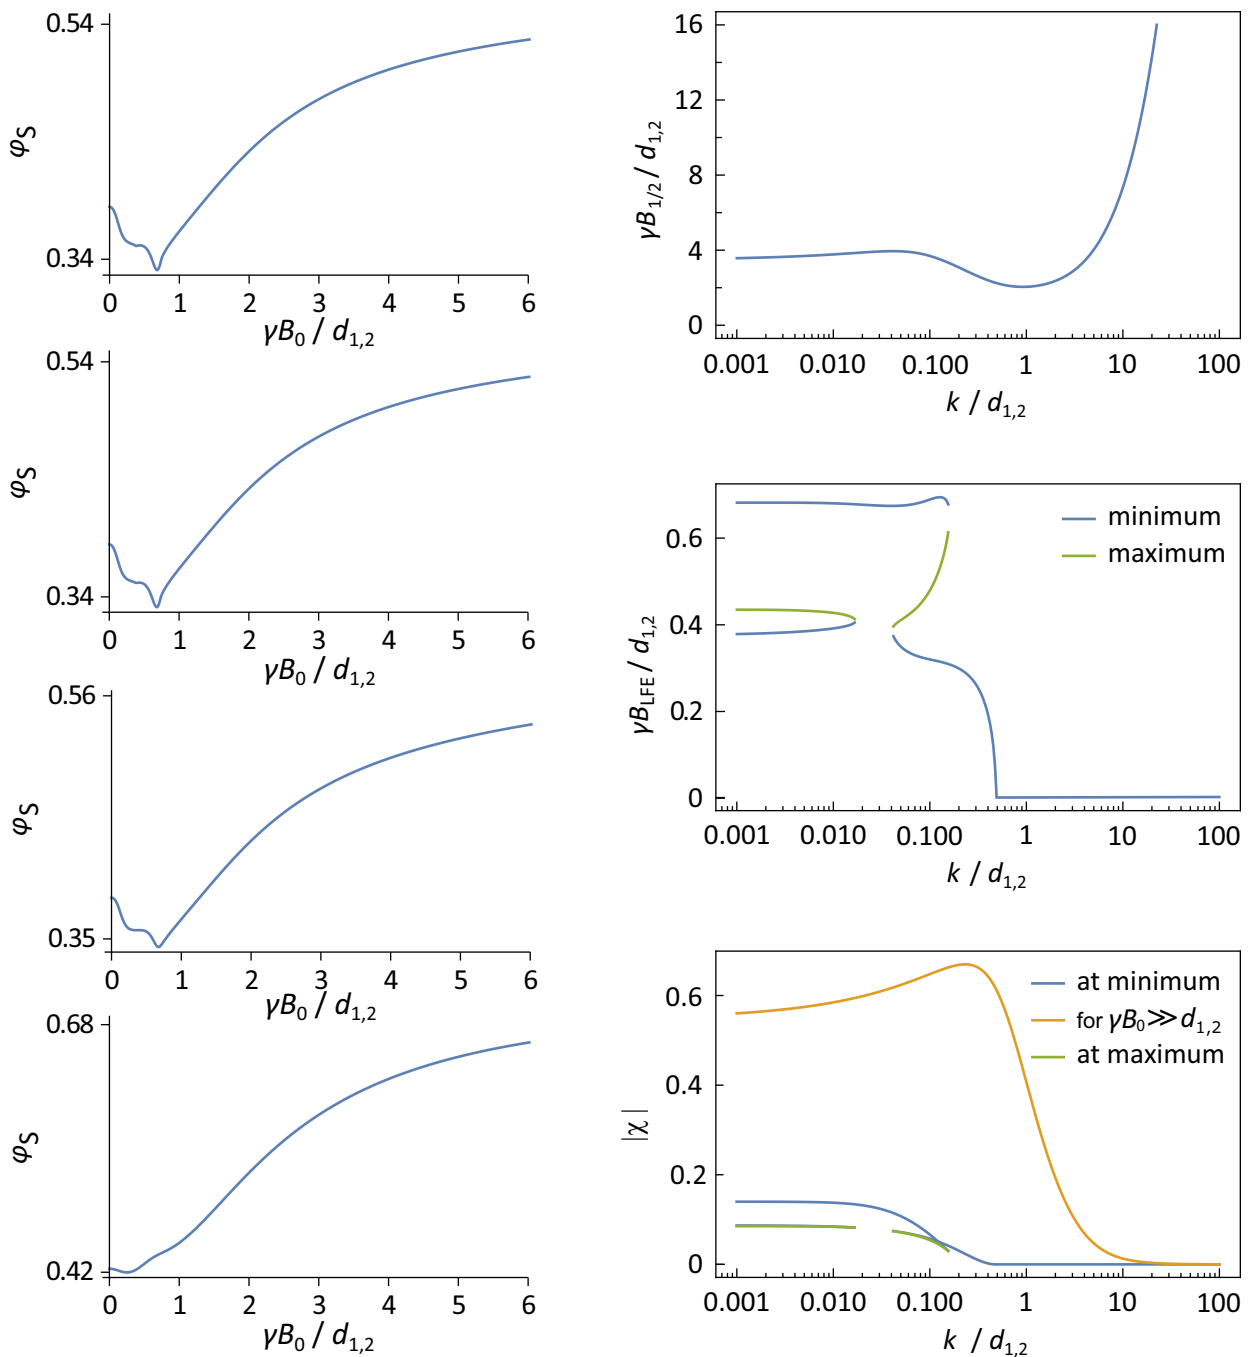 0.54
φS
0.34
0 1 2 3 4 5 6
γB0 / d1,2
0.54
φS
0.34
0 1 2 3 4 5 6
γB0 / d1,2
0.56
φS
0.35
0 1 2 3 4 5 6
γB0 / d1,2
0.68
φS
0.42
0 1 2 3 4 5 6
γB0 / d1,2
16
12
8
4
0
γB1/2 / d1,2
0.001 0.010 0.100 1 10 100
k / d1,2
minimum
maximum
0.6
0.4
0.2
0
γBLFE / d1,2
0.001 0.010 0.100 1 10 100
k / d1,2
at minimum
for γB0≫d1,2
at maximum
0.6
0.4
0.2
0
|χ|
0.001 0.010 0.100 1 10 100
k / d1,2